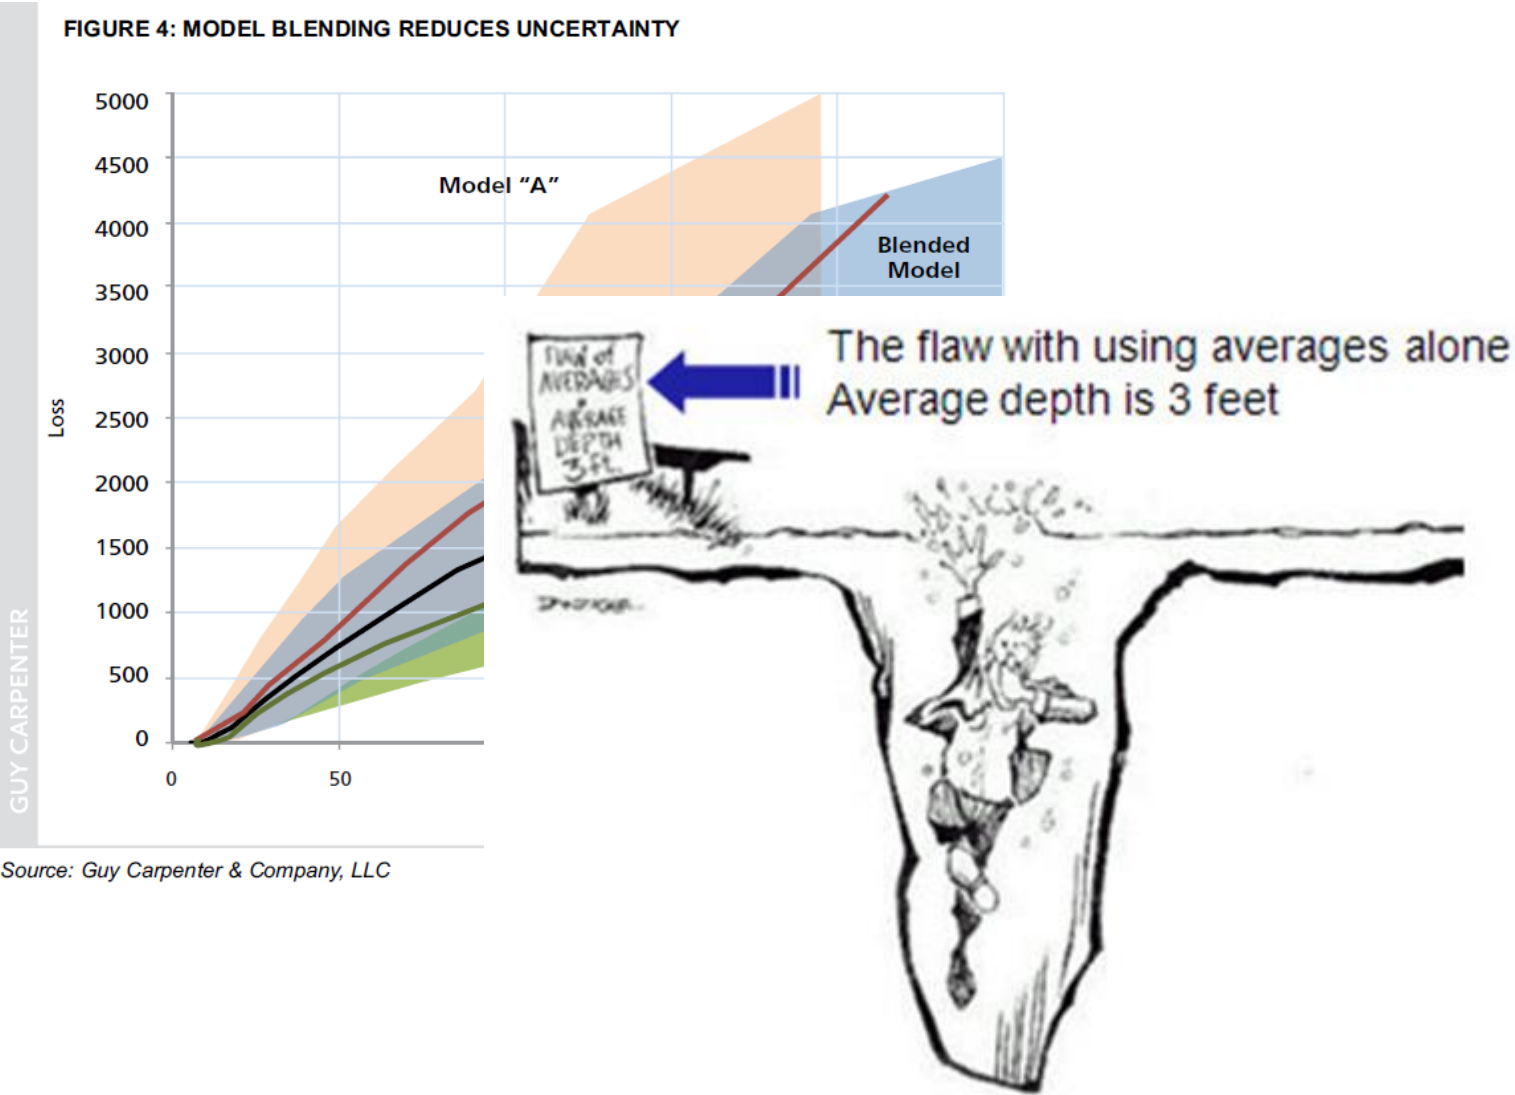 FIGURE 4: MODEL BLENDING REDUCES UNCERTAINTY
5000
4500
4000
3500
3000
2500
2000
1500
1000
500
0
Loss
0
50
Model “A”
Blended
Model
GUY CARPENTER
Source: Guy Carpenter & Company, LLC
FLAW of
AVERAGES
AVERAGE
DEPTH
3 ft.
The flaw with using averages alone
Average depth is 3 feet